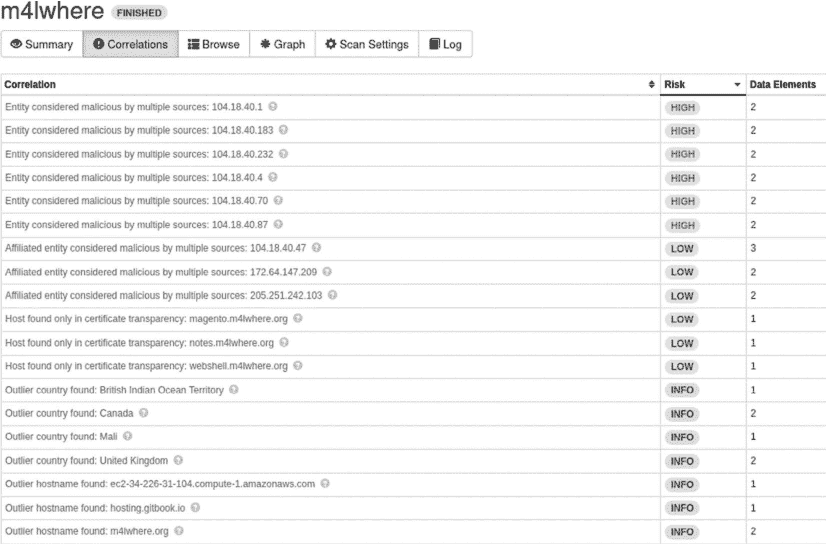 m4lwhere FINISHED
Summary Correlations Browse Graph Scan Settings Log
Correlation Risk Data Elements
Entity considered malicious by multiple sources: 104.18.40.1 HIGH 2
Entity considered malicious by multiple sources: 104.18.40.183 HIGH 2
Entity considered malicious by multiple sources: 104.18.40.232 HIGH 2
Entity considered malicious by multiple sources: 104.18.40.4 HIGH 2
Entity considered malicious by multiple sources: 104.18.40.70 HIGH 2
Entity considered malicious by multiple sources: 104.18.40.87 HIGH 2
Affiliated entity considered malicious by multiple sources: 104.18.40.47 LOW 3
Affiliated entity considered malicious by multiple sources: 172.64.147.209 LOW 2
Affiliated entity considered malicious by multiple sources: 205.251.242.103 LOW 2
Host found only in certificate transparency: magento.m4lwhere.org LOW 1
Host found only in certificate transparency: notes.m4lwhere.org LOW 1
Host found only in certificate transparency: webshell.m4lwhere.org LOW 1
Outlier country found: British Indian Ocean Territory INFO 1
Outlier country found: Canada INFO 2
Outlier country found: Mali INFO 1
Outlier country found: United Kingdom INFO 2
Outlier hostname found: ec2-34-226-31-104.compute-1.amazonaws.com INFO 1
Outlier hostname found: hosting.gitbook.io INFO 1
Outlier hostname found: m4lwhere.org INFO 2